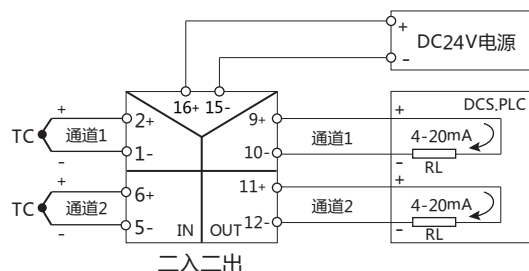 +
DC24V电源
-
16+ 15-
DCS,PLC
+ 2+ 9+ +
TC 通道1 通道1 4-20mA
- 1- 10- - RL
+ 6+ 11+ +
TC 通道2 通道2 4-20mA
- 5- IN OUT 12- - RL
二入二出